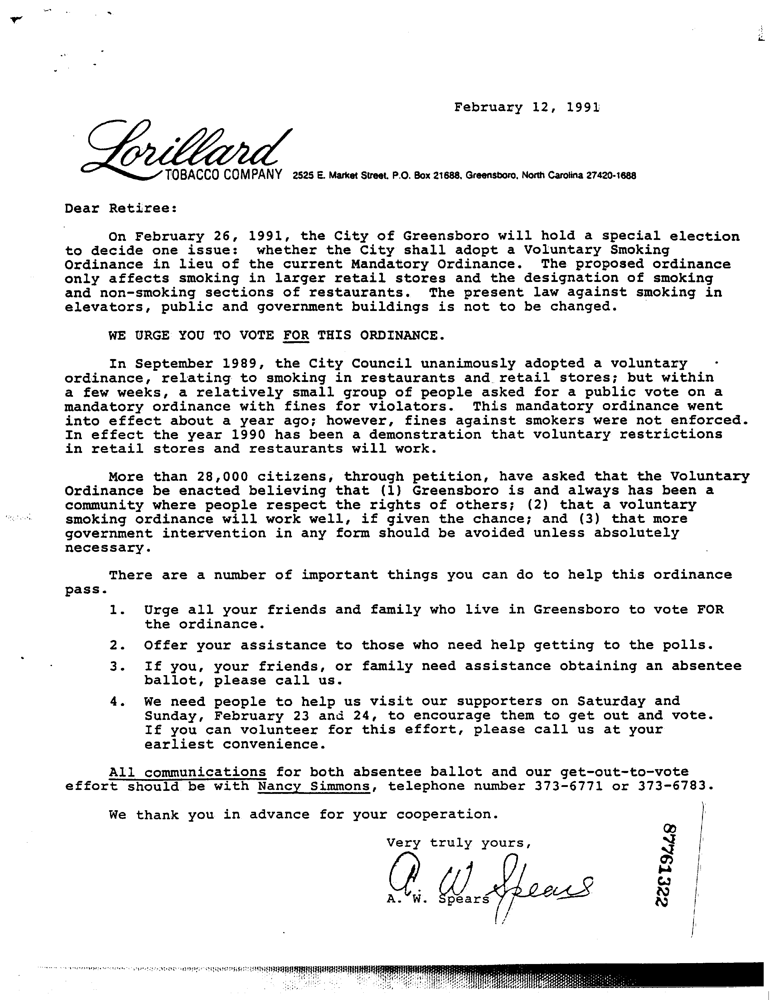 February 12, 1991
Lorillard
TOBACCO COMPANY 2525 E. Market Street, P.O. Box 21688, Greensboro, North Carolina 27420-1688
Dear Retiree:
On February 26, 1991, the City of Greensboro will hold a special election
to decide one issue: whether the City shall adopt a Voluntary Smoking
Ordinance in lieu of the current Mandatory Ordinance. The proposed ordinance
only affects smoking in larger retail stores and the designation of smoking
and non-smoking sections of restaurants. The present law against smoking in
elevators, public and government buildings is not to be changed.
WE URGE YOU TO VOTE FOR THIS ORDINANCE.
In September 1989, the City Council unanimously adopted a voluntary
ordinance, relating to smoking in restaurants and retail stores; but within
a few weeks, a relatively small group of people asked for a public vote on a
mandatory ordinance with fines for violators. This mandatory ordinance went
into effect about a year ago; however, fines against smokers were not enforced.
In effect the year 1990 has been a demonstration that voluntary restrictions
in retail stores and restaurants will work.
More than 28,000 citizens, through petition, have asked that the Voluntary
Ordinance be enacted believing that (1) Greensboro is and always has been a
community where people respect the rights of others; (2) that a voluntary
smoking ordinance will work well, if given the chance; and (3) that more
government intervention in any form should be avoided unless absolutely
necessary.
There are a number of important things you can do to help this ordinance
pass.
1. Urge all your friends and family who live in Greensboro to vote FOR
the ordinance.
2. Offer your assistance to those who need help getting to the polls.
3. If you, your friends, or family need assistance obtaining an absentee
ballot, please call us.
4. We need people to help us visit our supporters on Saturday and
Sunday, February 23 and 24, to encourage them to get out and vote.
If you can volunteer for this effort, please call us at your
earliest convenience.
All communications for both absentee ballot and our get-out-to-vote
effort should be with Nancy Simmons, telephone number 373-6771 or 373-6783.
We thank you in advance for your cooperation.
Very truly yours,
A. W. Spears
A. W. Spears
87761322